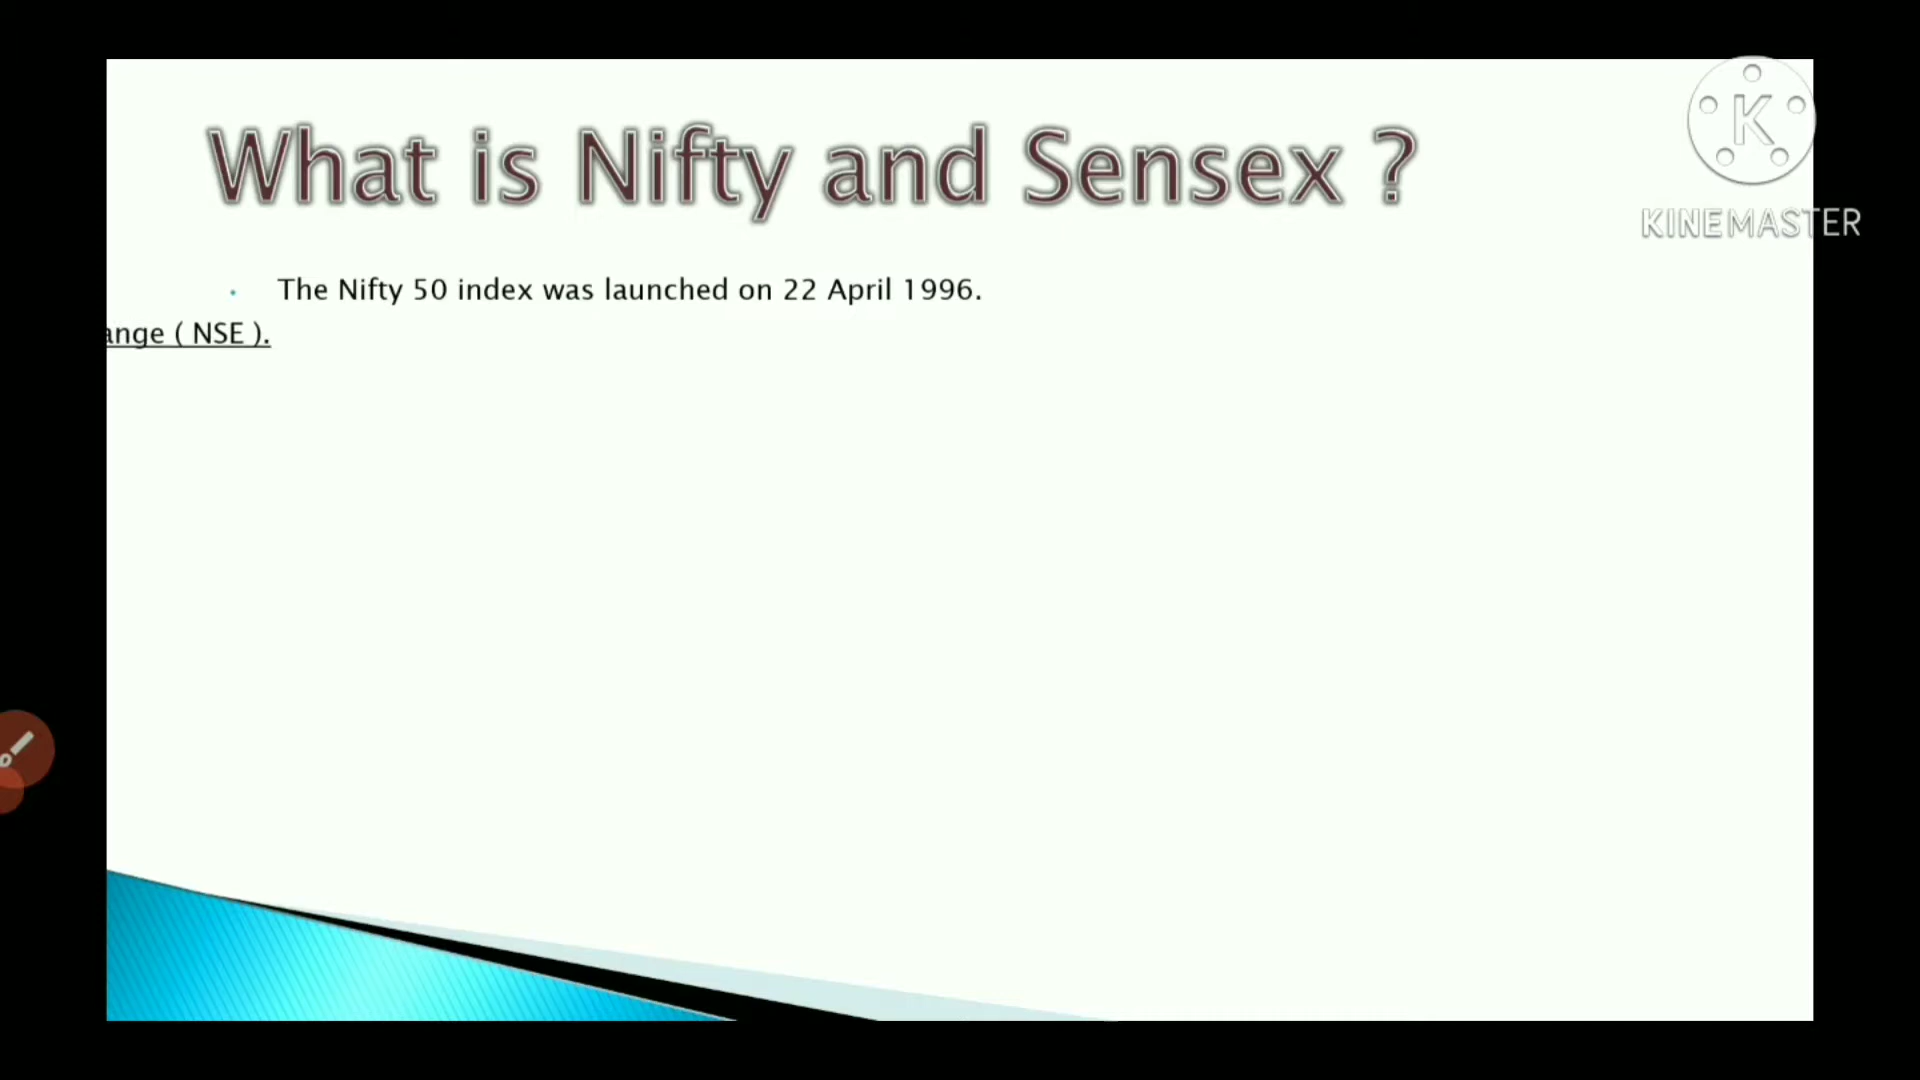 What is Nifty and Sensex ?
K
KINEMASTER
• The Nifty 50 index was launched on 22 April 1996.
ange ( NSE ).